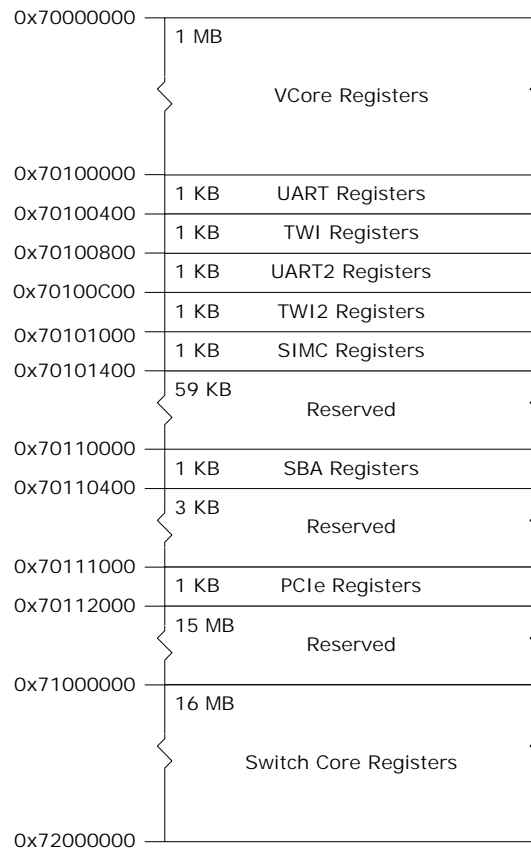 0x70000000
1 MB
VCore Registers
0x70100000
1 KB UART Registers
0x70100400
1 KB TWI Registers
0x70100800
1 KB UART2 Registers
0x70100C00
1 KB TWI2 Registers
0x70101000
1 KB SIMC Registers
0x70101400
59 KB
Reserved
0x70110000
1 KB SBA Registers
0x70110400
3 KB
Reserved
0x70111000
1 KB PCIe Registers
0x70112000
15 MB
Reserved
0x71000000
16 MB
Switch Core Registers
0x72000000